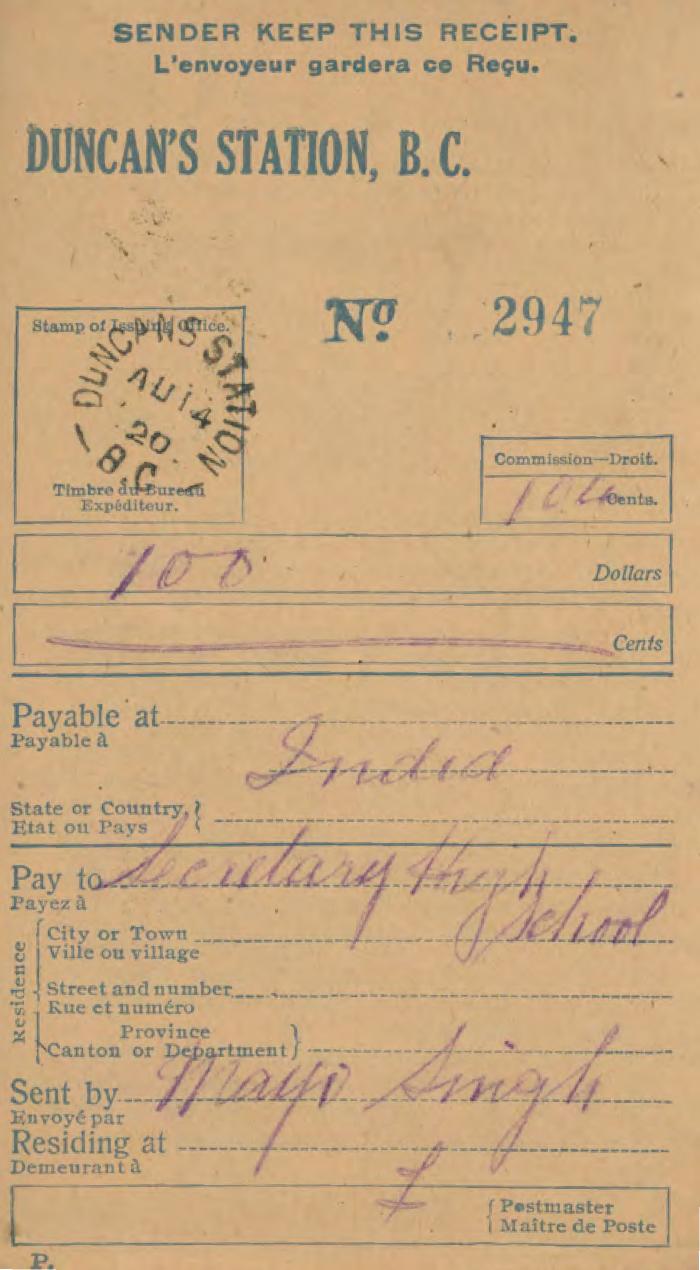 SENDER KEEP THIS RECEIPT.
L'envoyeur gardera ce Reçu.
DUNCAN'S STATION, B.C.
No. 2947
Stamp of Issuing Office.
DUNCANS STATION
AU 14
20
B.C
Timbre du Bureau
Expéditeur.
Commission—Droit.
Cents.
100 Dollars
Cents
Payable at
Payable à
India
State or Country,
Etat ou Pays
Pay to Secretary High
Payez à
School
Residence
City or Town
Ville ou village
Street and number
Rue et numéro
Province
Canton or Department
Sent by Mayo Singh
Envoyé par
Residing at
Demeurant à
Postmaster
Maître de Poste
P.